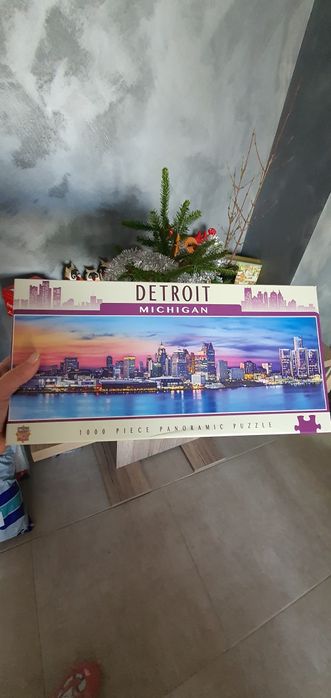 DETROIT
MICHIGAN
1000 PIECE PANORAMIC PUZZLE